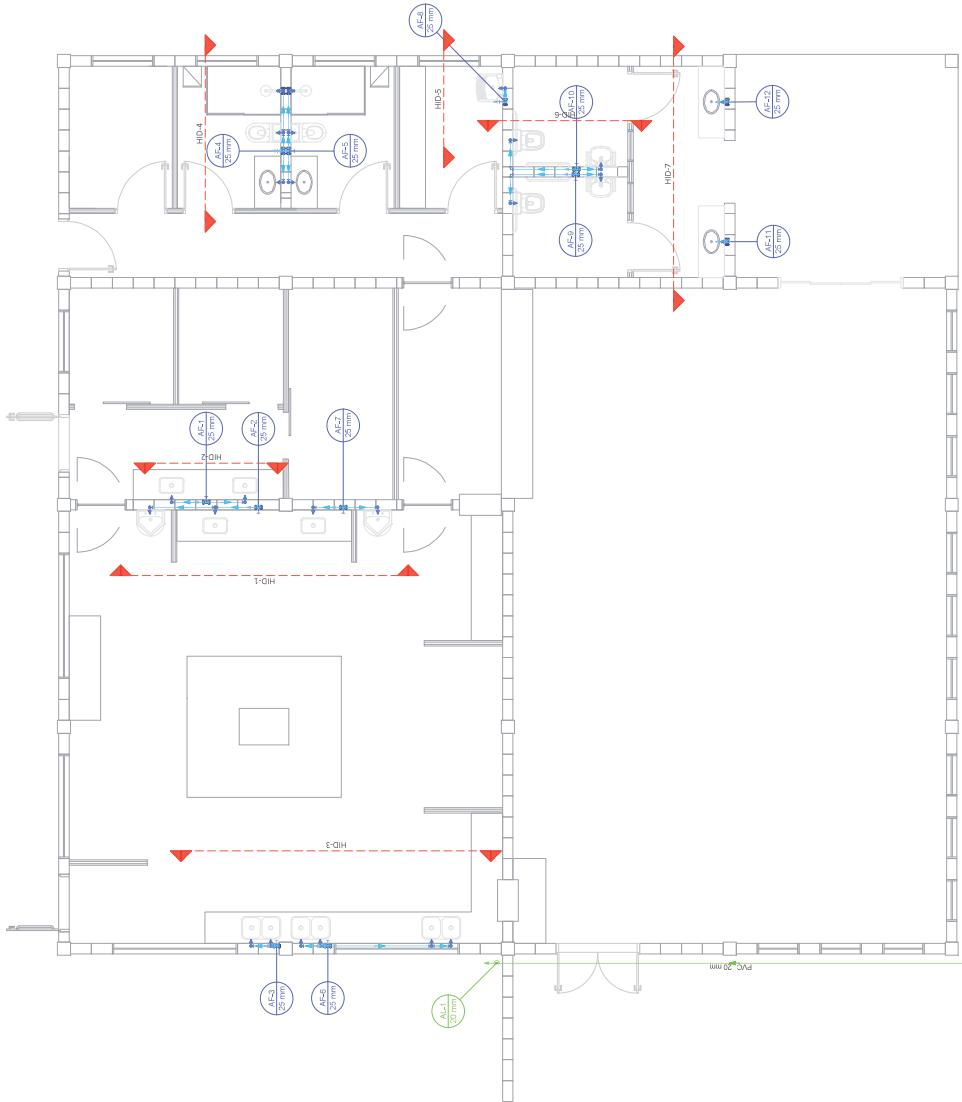 AF-8
25 mm
HID-4
HID-5
AF-4
25 mm
AF-5
25 mm
AF-10
25 mm
HID-6
AF-12
25 mm
HID-7
AF-9
25 mm
AF-11
25 mm
AF-1
25 mm
AF-2
25 mm
AF-7
25 mm
HID-2
HID-1
HID-3
AF-3
25 mm
AF-6
25 mm
AL-1
20 mm
PVC 20 mm